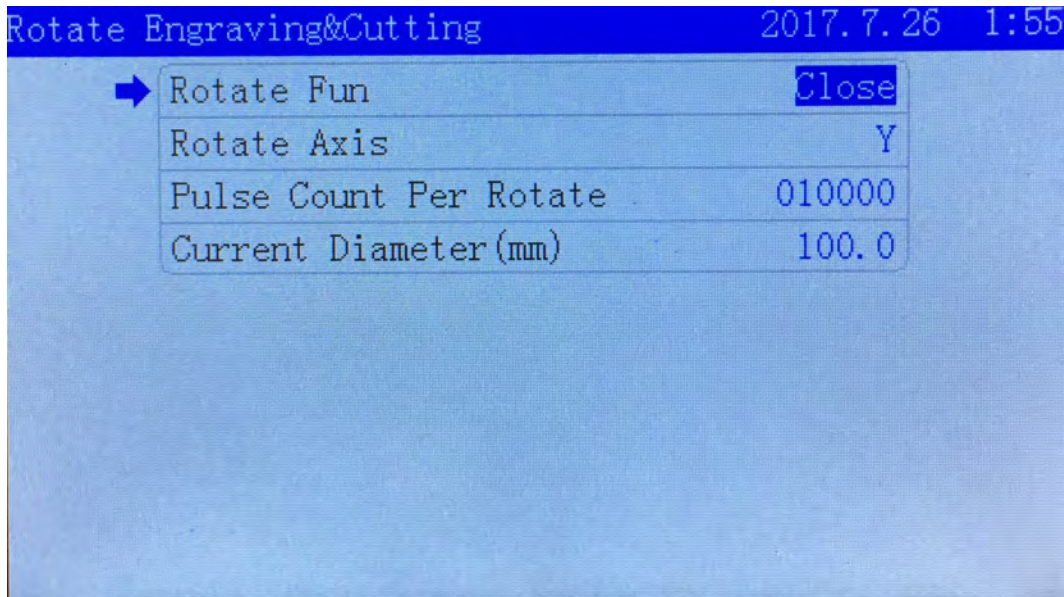 Rotate Engraving&Cutting 2017.7.26 1:55
Rotate Fun Close
Rotate Axis Y
Pulse Count Per Rotate 010000
Current Diameter(mm) 100.0